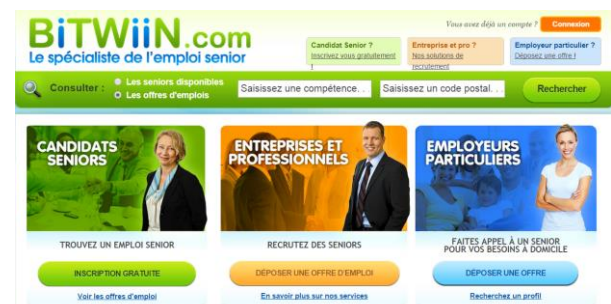 BiTWiiN.com
Le spécialiste de l'emploi senior
Vous avez déjà un compte ? Connexion
Candidat Senior ?
Inscrivez vous gratuitement
!
Entreprise et pro ?
Nos solutions de
recrutement
Employeur particulier ?
Déposez une offre !
Consulter :
Les seniors disponibles
Les offres d'emplois
Saisissez une compétence. . .
Saisissez un code postal. . .
Rechercher
CANDIDATS
SENIORS
TROUVEZ UN EMPLOI SENIOR
INSCRIPTION GRATUITE
Voir les offres d'emploi
ENTREPRISES ET
PROFESSIONNELS
RECRUTEZ DES SENIORS
DÉPOSER UNE OFFRE D'EMPLOI
En savoir plus sur nos services
EMPLOYEURS
PARTICULIERS
FAITES APPEL À UN SENIOR
POUR VOS BESOINS À DOMICILE
DÉPOSER UNE OFFRE
Recherchez un profil